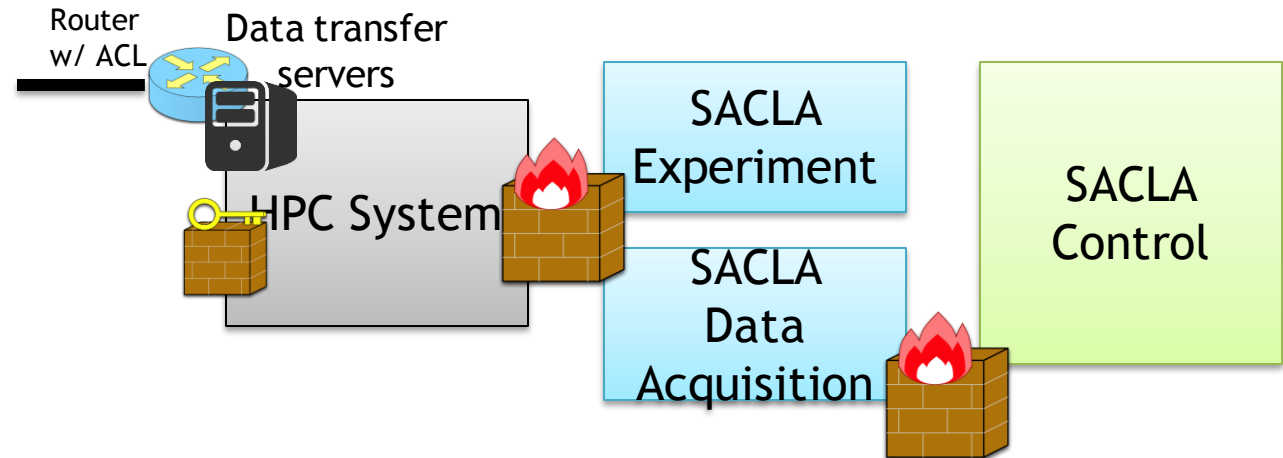 Router
w/ ACL
Data transfer
servers
HPC System
SACLA
Experiment
SACLA
Data
Acquisition
SACLA
Control